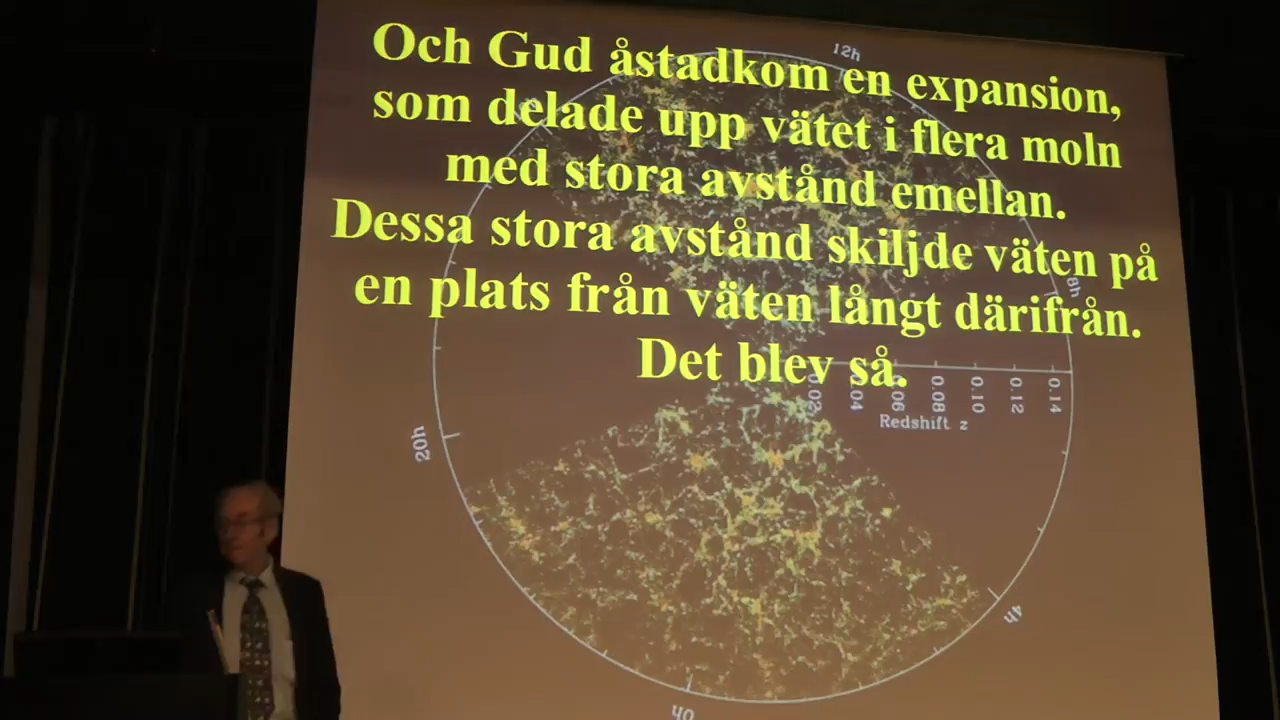 Och Gud åstadkom en expansion,
som delade upp vätet i flera moln
med stora avstånd emellan.
Dessa stora avstånd skiljde väten på
en plats från väten långt därifrån.
Det blev så.
12h
8h
0.02 0.04 0.06 0.08 0.10 0.12 0.14
Redshift z
20h
4h
0h